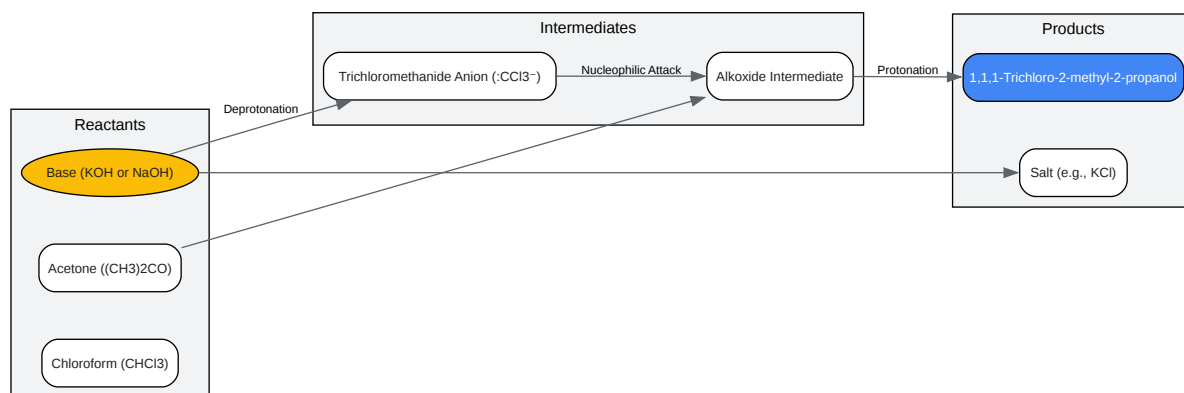 Intermediates
Products
Trichloromethanide Anion (:CCl3⁻)
Nucleophilic Attack
Alkoxide Intermediate
Protonation
1,1,1-Trichloro-2-methyl-2-propanol
Deprotonation
Reactants
Base (KOH or NaOH)
Salt (e.g., KCl)
Acetone ((CH3)2CO)
Chloroform (CHCl3)